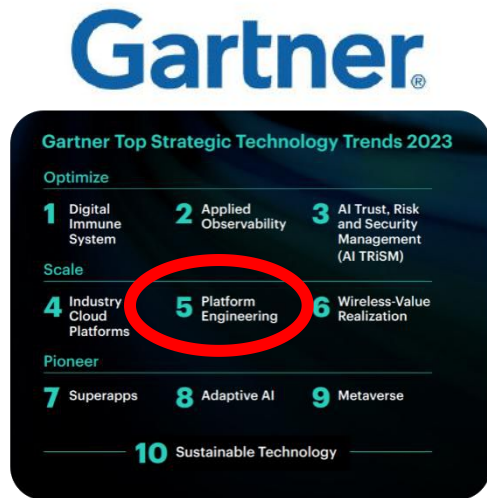 Gartner®
Gartner Top Strategic Technology Trends 2023
Optimize
1 Digital Immune System
2 Applied Observability
3 AI Trust, Risk and Security Management (AI TRiSM)
Scale
4 Industry Cloud Platforms
5 Platform Engineering
6 Wireless-Value Realization
Pioneer
7 Superapps
8 Adaptive AI
9 Metaverse
10 Sustainable Technology